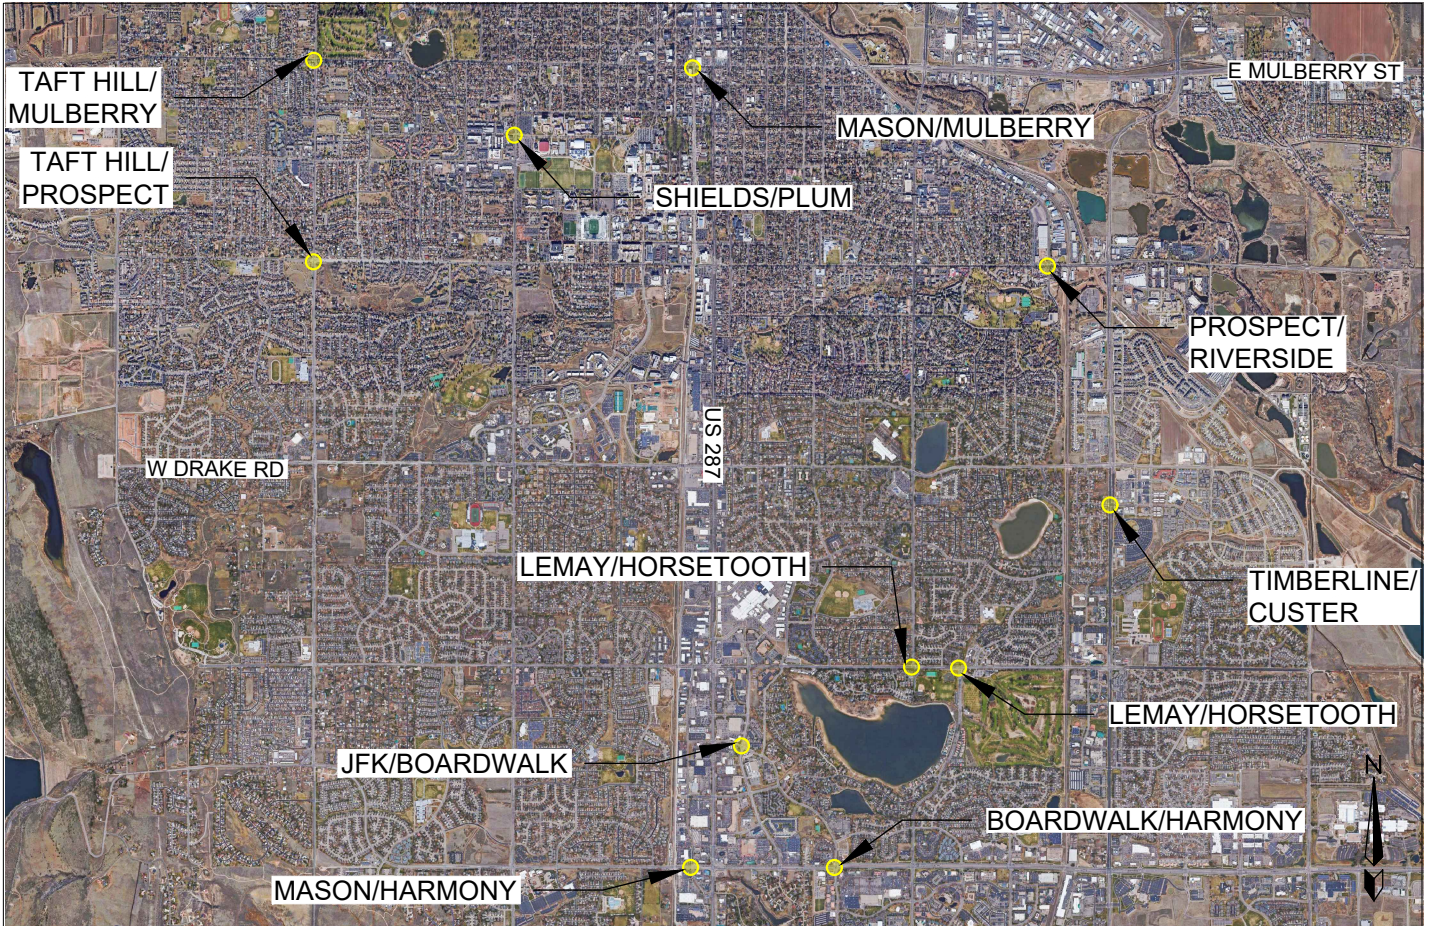 E MULBERRY ST
TAFT HILL/
MULBERRY
MASON/MULBERRY
TAFT HILL/
PROSPECT
SHIELDS/PLUM
PROSPECT/
RIVERSIDE
US 287
W DRAKE RD
LEMAY/HORSETOOTH
TIMBERLINE/
CUSTER
LEMAY/HORSETOOTH
JFK/BOARDWALK
N
BOARDWALK/HARMONY
MASON/HARMONY